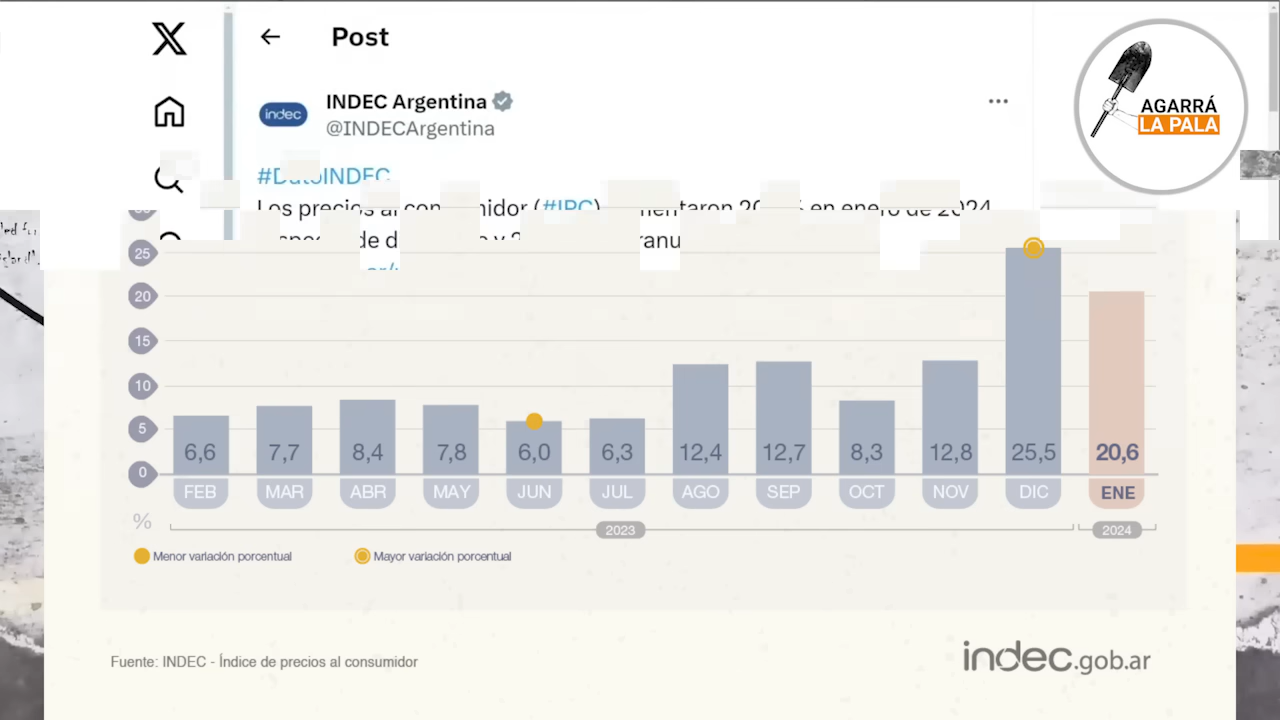 Post
indec
INDEC Argentina
@INDECArgentina
AGARRÁ
LA PALA
#DatoINDEC
Los precios al (#IPC) en enero de 2024
25
20
15
10
5
0
6,6
7,7
8,4
7,8
6,0
6,3
12,4
12,7
8,3
12,8
25,5
20,6
FEB
MAR
ABR
MAY
JUN
JUL
AGO
SEP
OCT
NOV
DIC
ENE
%
2023
2024
Menor variación porcentual
Mayor variación porcentual
Fuente: INDEC - Índice de precios al consumidor
indec.gob.ar